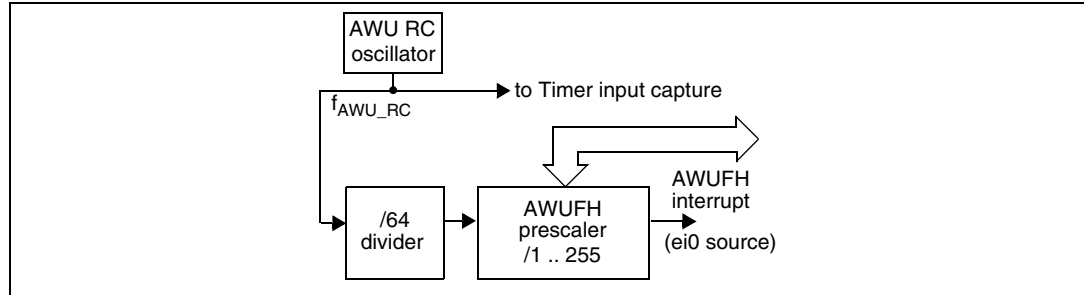 AWU RC
oscillator
to Timer input capture
fAWU_RC
/64
divider
AWUFH
prescaler
/1 .. 255
AWUFH
interrupt
(ei0 source)